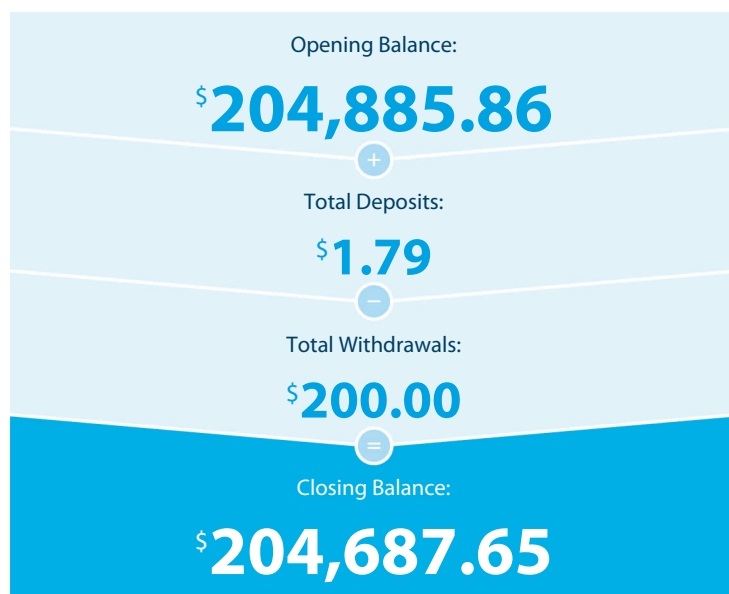 Opening Balance:
$204,885.86
+
Total Deposits:
$1.79
−
Total Withdrawals:
$200.00
=
Closing Balance:
$204,687.65